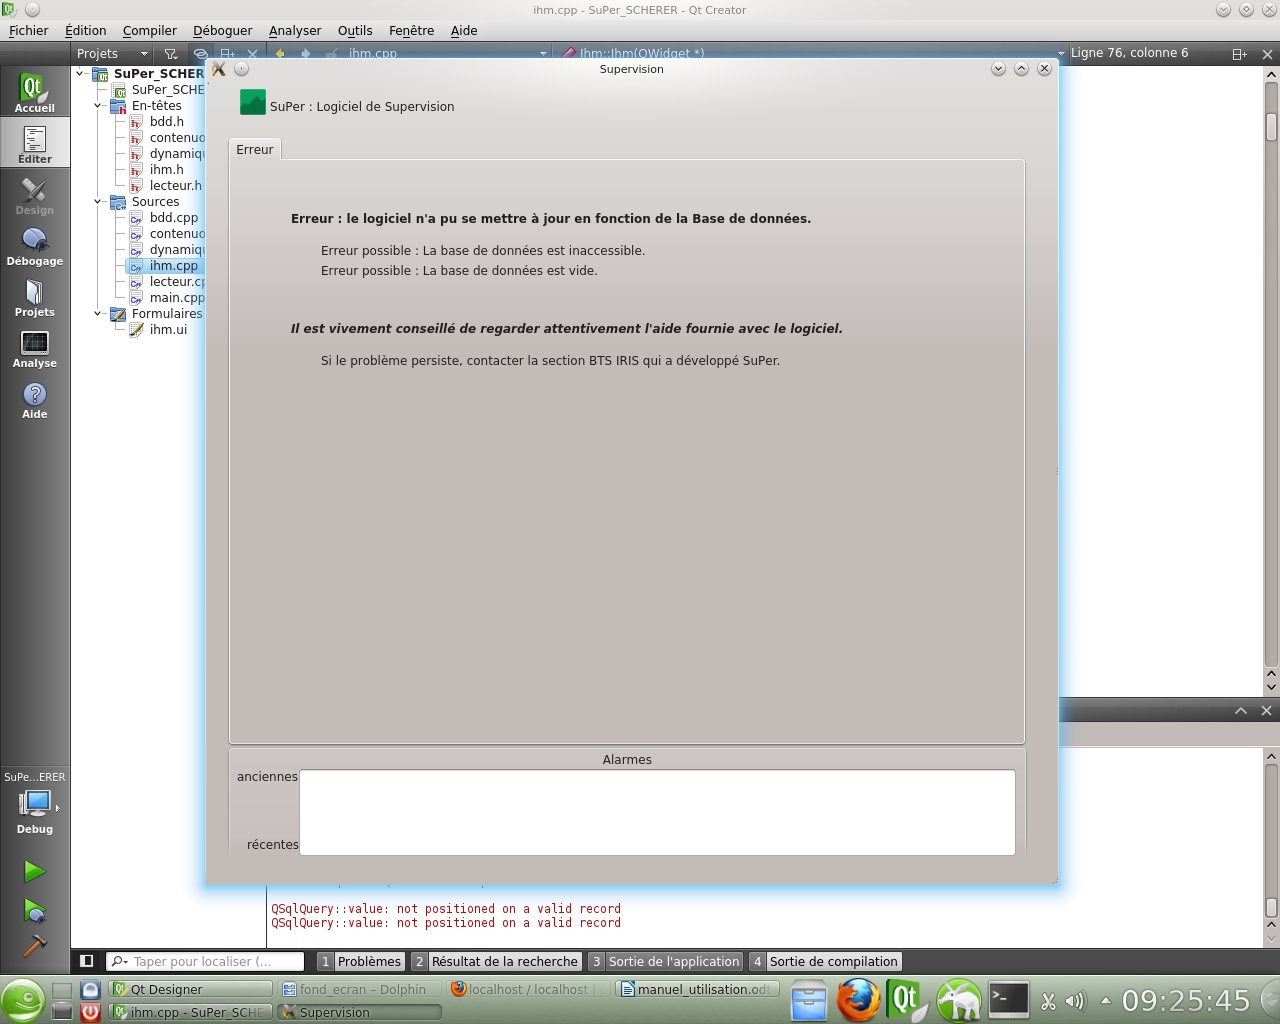 ihm.cpp - SuPer_SCHERER - Qt Creator
Fichier Édition Compiler Déboguer Analyser Outils Fenêtre Aide
Projets ihm.cpp Ihm::Ihm(QWidget *) Ligne 76, colonne 6
Supervision
SuPer : Logiciel de Supervision
Erreur
Erreur : le logiciel n'a pu se mettre à jour en fonction de la Base de données.
Erreur possible : La base de données est inaccessible.
Erreur possible : La base de données est vide.
Il est vivement conseillé de regarder attentivement l'aide fournie avec le logiciel.
Si le problème persiste, contacter la section BTS IRIS qui a développé SuPer.
Alarmes
anciennes
récentes
Accueil
Éditer
Design
Débogage
Projets
Analyse
Aide
SuPe...ERER
Debug
SuPer_SCHER
SuPer_SCHE
En-têtes
bdd.h
contenuc
dynamiqu
ihm.h
lecteur.h
Sources
bdd.cpp
contenuc
dynamiqu
ihm.cpp
lecteur.cp
main.cpp
Formulaires
ihm.ui
QSqlQuery::value: not positioned on a valid record
QSqlQuery::value: not positioned on a valid record
Taper pour localiser (... 1 Problèmes 2 Résultat de la recherche 3 Sortie de l'application 4 Sortie de compilation
Qt Designer fond_ecran – Dolphin localhost / localhost manuel_utilisation.odt
ihm.cpp - SuPer_SCHE Supervision
09:25:45